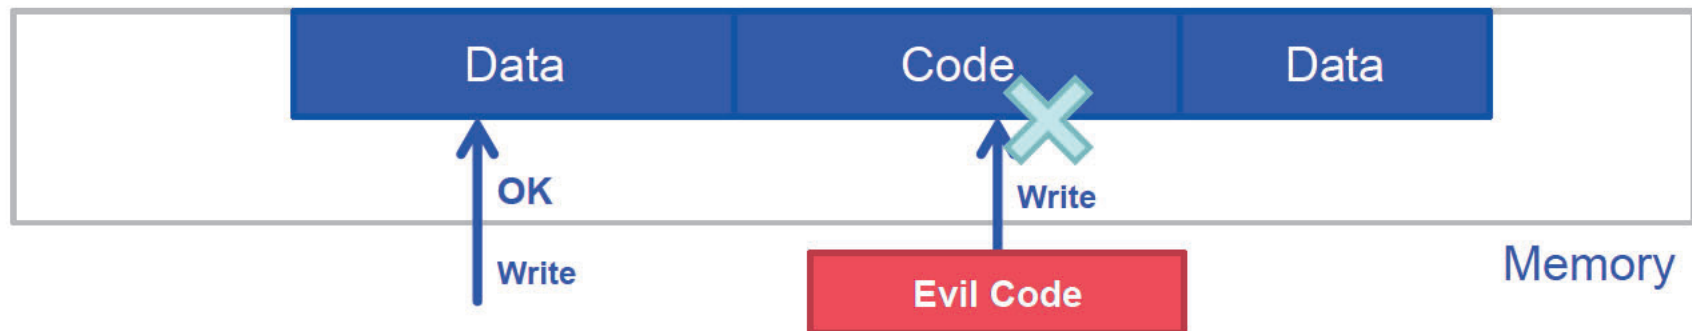 Data
Code
Data
OK
Write
Write
Evil Code
Memory